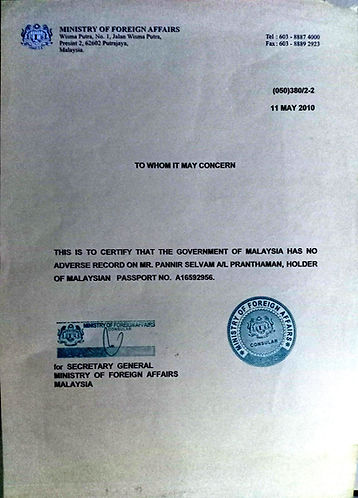 MINISTRY OF FOREIGN AFFAIRS
Wisma Putra, No. 1, Jalan Wisma Putra,
Presint 2, 62602 Putrajaya,
Malaysia.
Tel : 603 - 8887 4000
Fax : 603 - 8889 2923
(050)380/2-2
11 MAY 2010
TO WHOM IT MAY CONCERN
THIS IS TO CERTIFY THAT THE GOVERNMENT OF MALAYSIA HAS NO
ADVERSE RECORD ON MR. PANNIR SELVAM A/L PRANTHAMAN, HOLDER
OF MALAYSIAN PASSPORT NO. A16592956.
MINISTRY OF FOREIGN AFFAIRS
CONSULAR
MINISTRY OF FOREIGN AFFAIRS
CONSULAR
for SECRETARY GENERAL
MINISTRY OF FOREIGN AFFAIRS
MALAYSIA